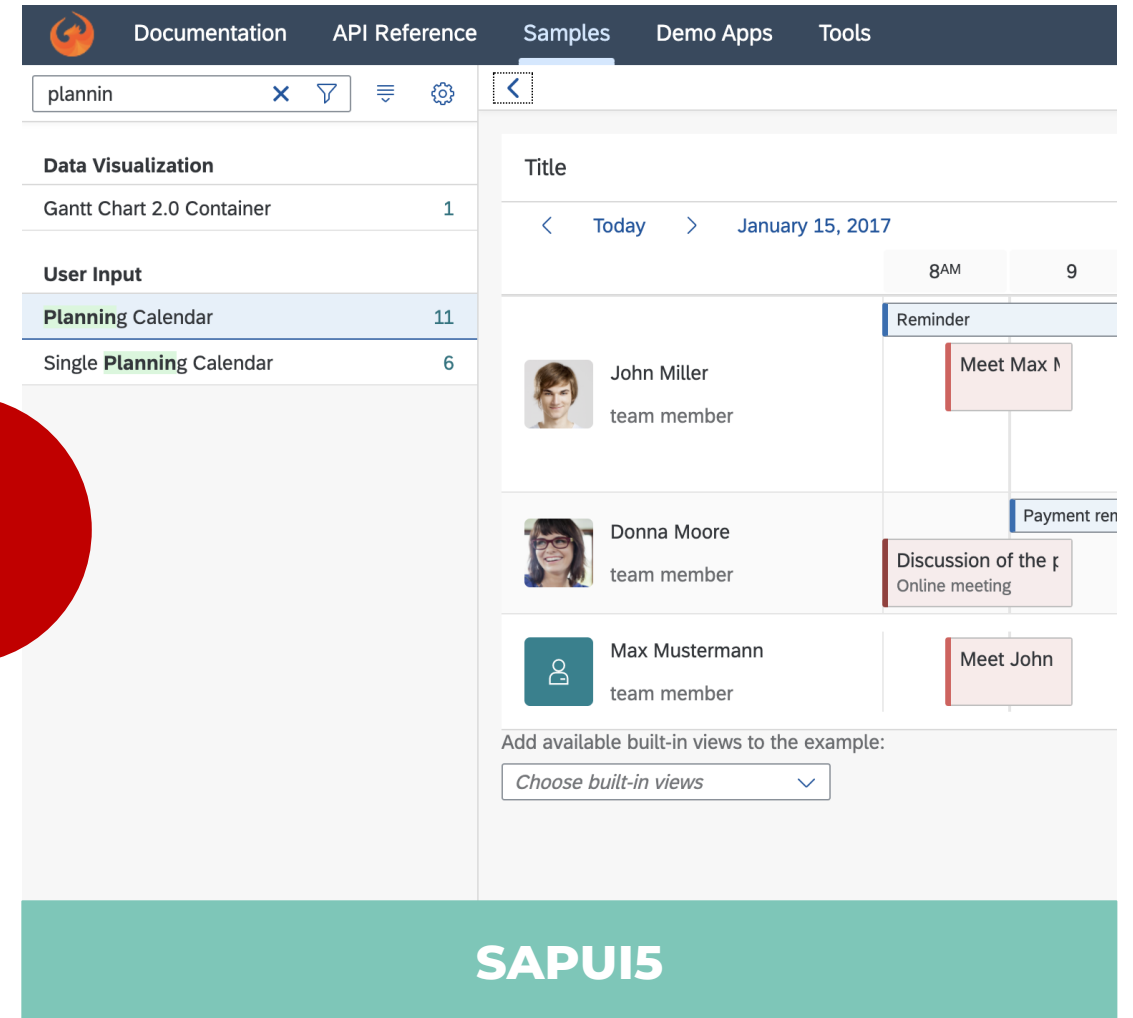 Documentation API Reference Samples Demo Apps Tools
plannin
Data Visualization
Gantt Chart 2.0 Container 1
User Input
Planning Calendar 11
Single Planning Calendar 6
Title
Today January 15, 2017
8AM 9
Reminder
Meet Max
John Miller
team member
Payment
Donna Moore
team member
Discussion of the
Online meeting
Max Mustermann
team member
Meet John
Add available built-in views to the example:
Choose built-in views
SAPUI5